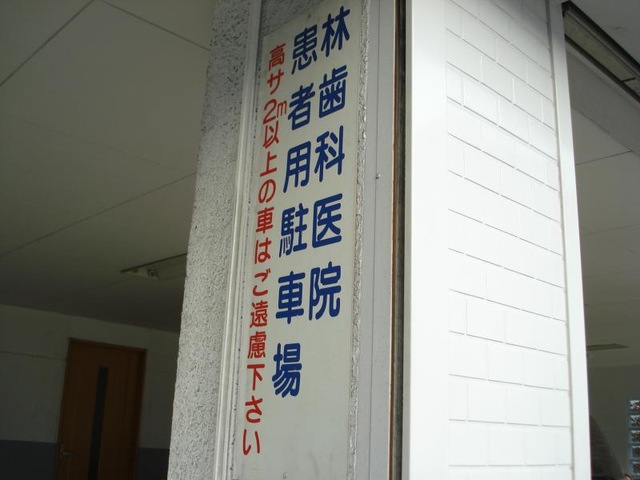 林歯科医院
患者用駐車場
高サ2m以上の車はご遠慮下さい